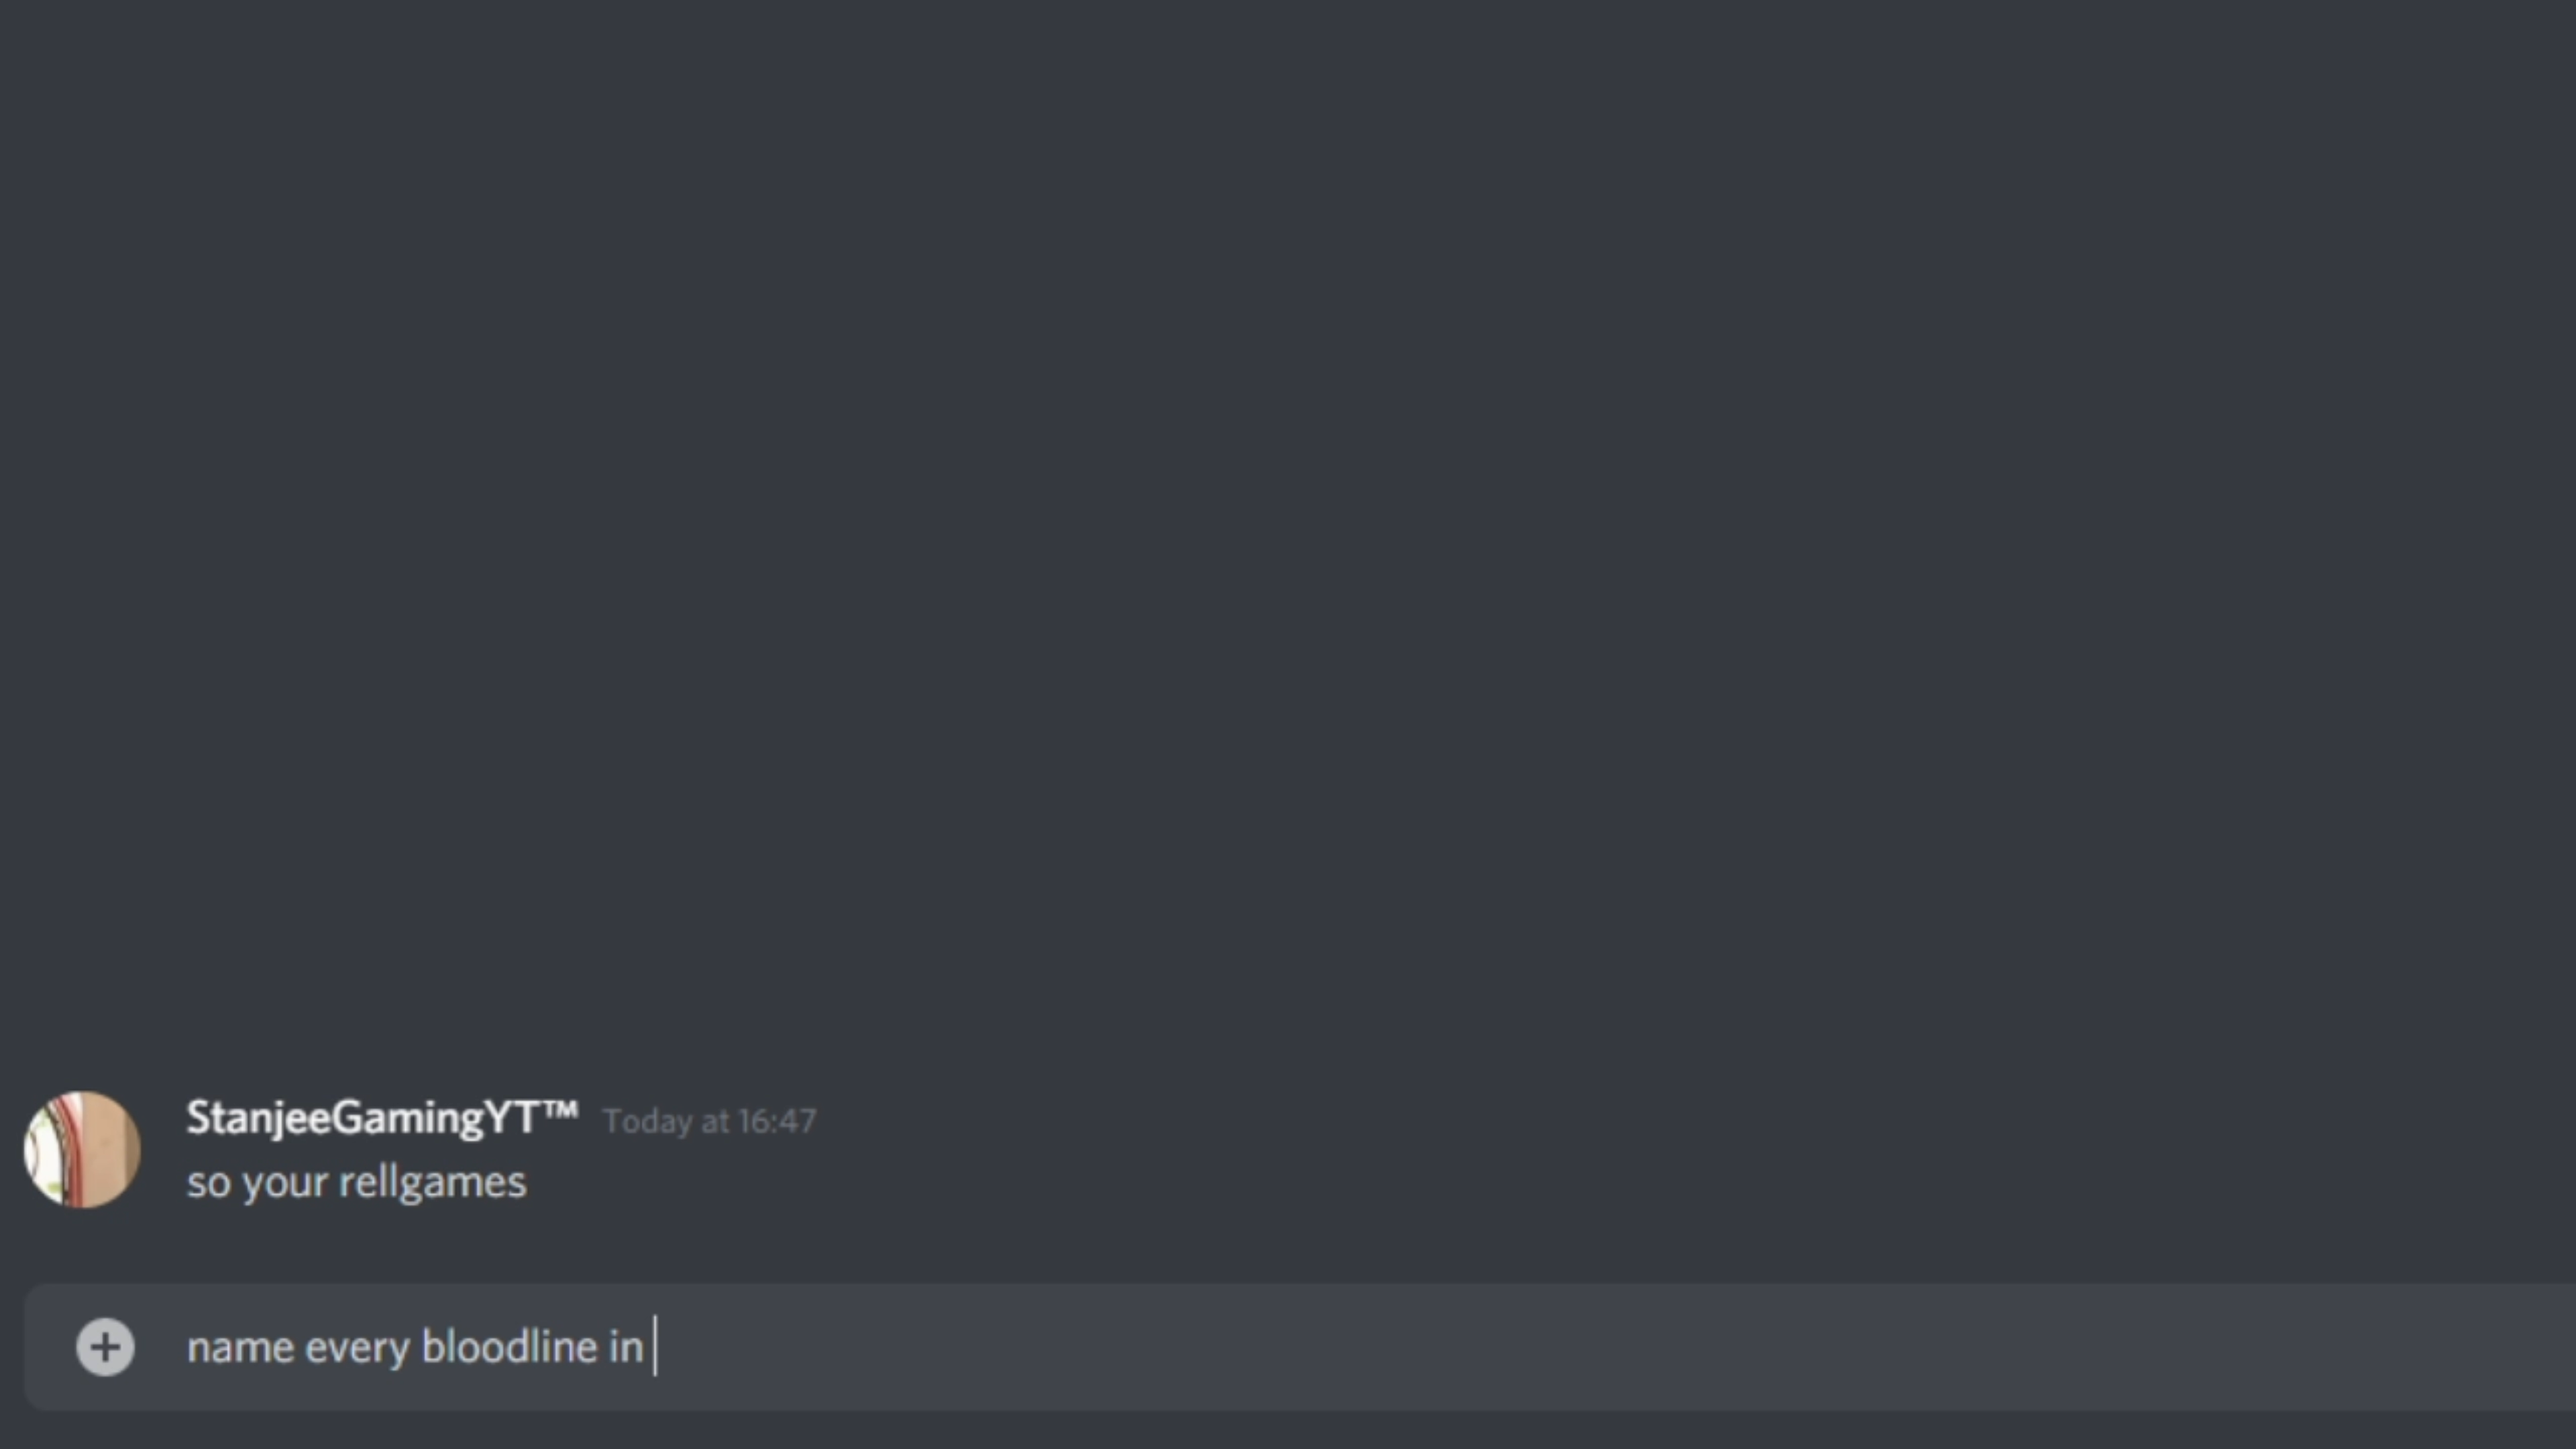 StanjeeGamingYT™ Today at 16:47
so your rellgames
name every bloodline in